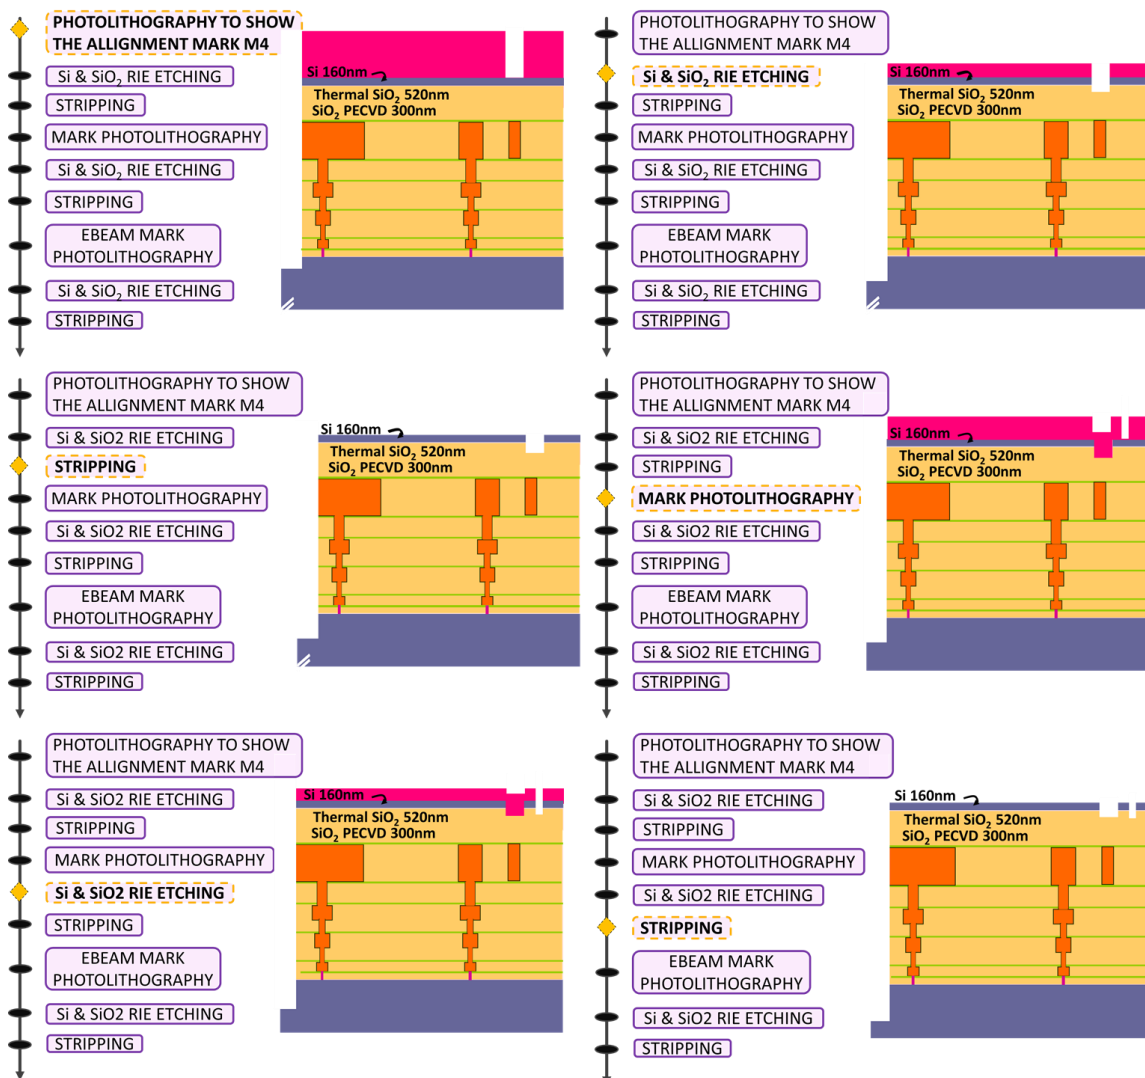 PHOTOLITHOGRAPHY TO SHOW
THE ALLIGNMENT MARK M4
Si & SiO₂ RIE ETCHING
STRIPPING
MARK PHOTOLITHOGRAPHY
Si & SiO₂ RIE ETCHING
STRIPPING
EBEAM MARK
PHOTOLITHOGRAPHY
Si & SiO₂ RIE ETCHING
STRIPPING
Si 160nm
Thermal SiO₂ 520nm
SiO₂ PECVD 300nm
PHOTOLITHOGRAPHY TO SHOW
THE ALLIGNMENT MARK M4
Si & SiO₂ RIE ETCHING
STRIPPING
MARK PHOTOLITHOGRAPHY
Si & SiO₂ RIE ETCHING
STRIPPING
EBEAM MARK
PHOTOLITHOGRAPHY
Si & SiO₂ RIE ETCHING
STRIPPING
Si 160nm
Thermal SiO₂ 520nm
SiO₂ PECVD 300nm
PHOTOLITHOGRAPHY TO SHOW
THE ALLIGNMENT MARK M4
Si & SiO2 RIE ETCHING
STRIPPING
MARK PHOTOLITHOGRAPHY
Si & SiO2 RIE ETCHING
STRIPPING
EBEAM MARK
PHOTOLITHOGRAPHY
Si & SiO2 RIE ETCHING
STRIPPING
Si 160nm
Thermal SiO₂ 520nm
SiO₂ PECVD 300nm
PHOTOLITHOGRAPHY TO SHOW
THE ALLIGNMENT MARK M4
Si & SiO2 RIE ETCHING
STRIPPING
MARK PHOTOLITHOGRAPHY
Si & SiO2 RIE ETCHING
STRIPPING
EBEAM MARK
PHOTOLITHOGRAPHY
Si & SiO2 RIE ETCHING
STRIPPING
Si 160nm
Thermal SiO₂ 520nm
SiO₂ PECVD 300nm
PHOTOLITHOGRAPHY TO SHOW
THE ALLIGNMENT MARK M4
Si & SiO2 RIE ETCHING
STRIPPING
MARK PHOTOLITHOGRAPHY
Si & SiO2 RIE ETCHING
STRIPPING
EBEAM MARK
PHOTOLITHOGRAPHY
Si & SiO2 RIE ETCHING
STRIPPING
Si 160nm
Thermal SiO₂ 520nm
SiO₂ PECVD 300nm
PHOTOLITHOGRAPHY TO SHOW
THE ALLIGNMENT MARK M4
Si & SiO2 RIE ETCHING
STRIPPING
MARK PHOTOLITHOGRAPHY
Si & SiO2 RIE ETCHING
STRIPPING
EBEAM MARK
PHOTOLITHOGRAPHY
Si & SiO2 RIE ETCHING
STRIPPING
Si 160nm
Thermal SiO₂ 520nm
SiO₂ PECVD 300nm